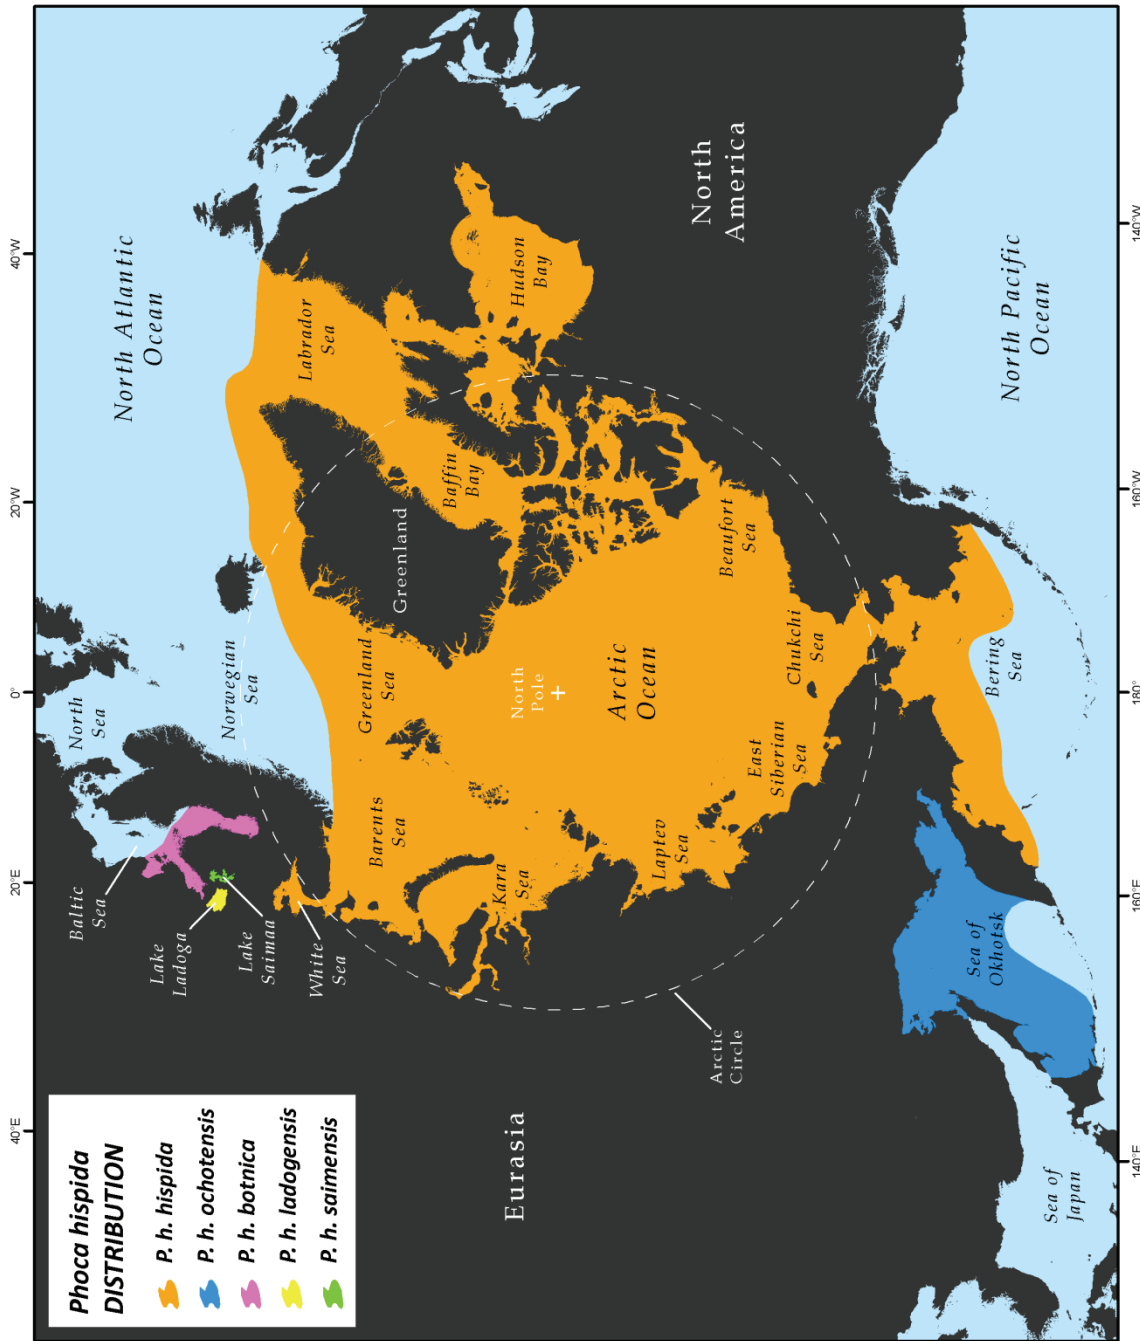 Phoca hispida
DISTRIBUTION
P. h. hispida
P. h. ochotensis
P. h. botnica
P. h. ladogensis
P. h. saimensis
40°E
20°E
0°
20°W
40°W
Baltic
Sea
North
Sea
North Atlantic
Ocean
Lake
Ladoga
Lake
Saimaa
White
Sea
Norwegian
Sea
Barents
Sea
Greenland
Sea
Greenland
Labrador
Sea
Baffin
Bay
Hudson
Bay
Kara
Sea
North
Pole
Eurasia
Arctic
Ocean
Laptev
Sea
Beaufort
Sea
North
America
Arctic
Circle
East
Siberian
Sea
Chukchi
Sea
Sea of
Okhotsk
Bering
Sea
North Pacific
Ocean
Sea of
Japan
140°E
160°E
180°
160°W
140°W